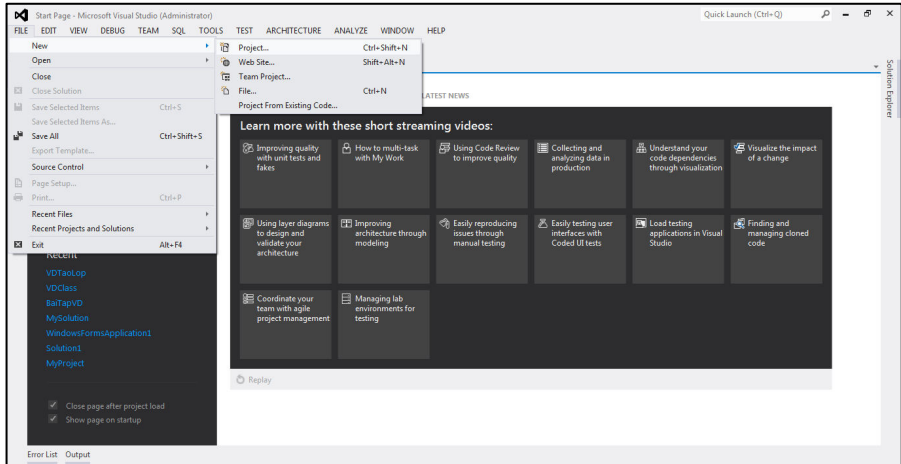 Start Page - Microsoft Visual Studio (Administrator)
Quick Launch (Ctrl+Q)
FILE EDIT VIEW DEBUG TEAM SQL TOOLS TEST ARCHITECTURE ANALYZE WINDOW HELP
New
Open
Close
Close Solution
Save Selected Items Ctrl+S
Save Selected Items As...
Save All Ctrl+Shift+S
Export Template...
Source Control
Page Setup...
Print... Ctrl+P
Recent Files
Recent Projects and Solutions
Exit Alt+F4
Project... Ctrl+Shift+N
Web Site... Shift+Alt+N
Team Project...
File... Ctrl+N
Project From Existing Code...
LATEST NEWS
Solution Explorer
Learn more with these short streaming videos:
Improving quality
with unit tests and
fakes
How to multi-task
with My Work
Using Code Review
to improve quality
Collecting and
analyzing data in
production
Understand your
code dependencies
through visualization
Visualize the impact
of a change
Using layer diagrams
to design and
validate your
architecture
Improving
architecture through
modeling
Easily reproducing
issues through
manual testing
Easily testing user
interfaces with
Coded UI tests
Load testing
applications in Visual
Studio
Finding and
managing cloned
code
Coordinate your
team with agile
project management
Managing lab
environments for
testing
Replay
Recent
VDTaoLop
VDClass
BaiTapVD
MySolution
WindowsFormsApplication1
Solution1
MyProject
Close page after project load
Show page on startup
Error List Output